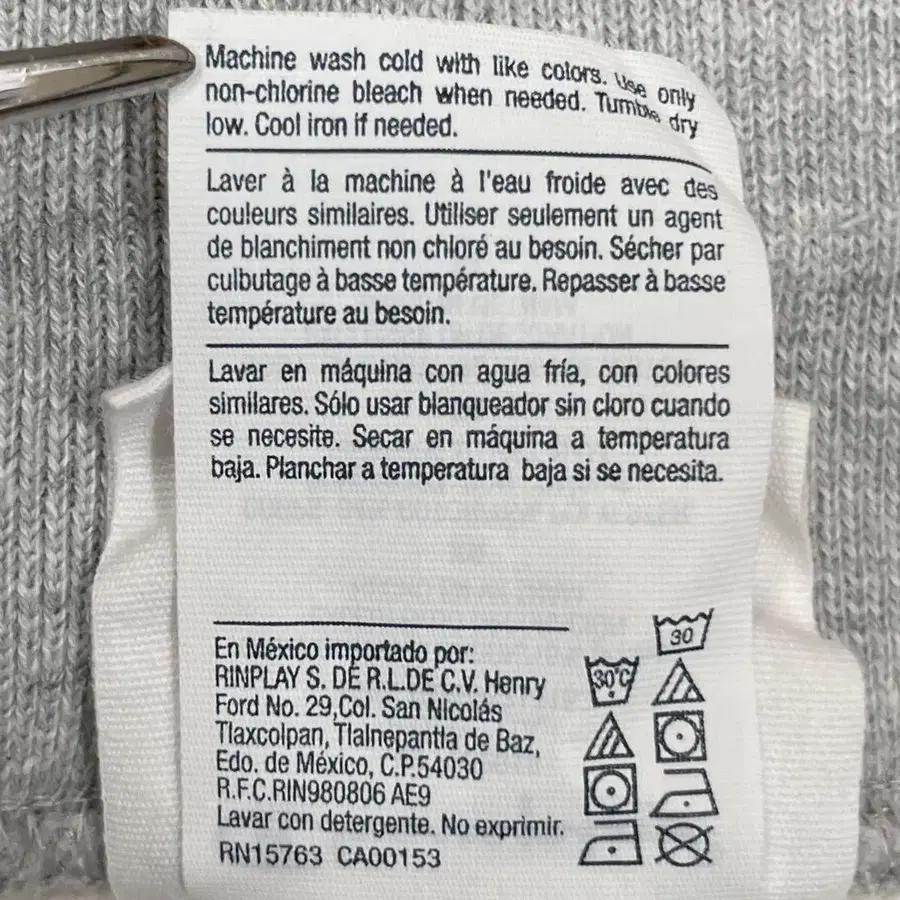 Machine wash cold with like colors. Use only
non-chlorine bleach when needed. Tumble dry
low. Cool iron if needed.
Laver à la machine à l'eau froide avec des
couleurs similaires. Utiliser seulement un agent
de blanchiment non chloré au besoin. Sécher par
culbutage à basse température. Repasser à basse
température au besoin.
Lavar en máquina con agua fría, con colores
similares. Sólo usar blanqueador sin cloro cuando
se necesite. Secar en máquina a temperatura
baja. Planchar a temperatura baja si se necesita.
En México importado por:
RINPLAY S. DE R.L.DE C.V. Henry
Ford No. 29,Col. San Nicolás
Tlaxcolpan, Tlalnepantla de Baz,
Edo. de México, C.P.54030
R.F.C.RIN980806 AE9
Lavar con detergente. No exprimir.
RN15763 CA00153
30
30°C